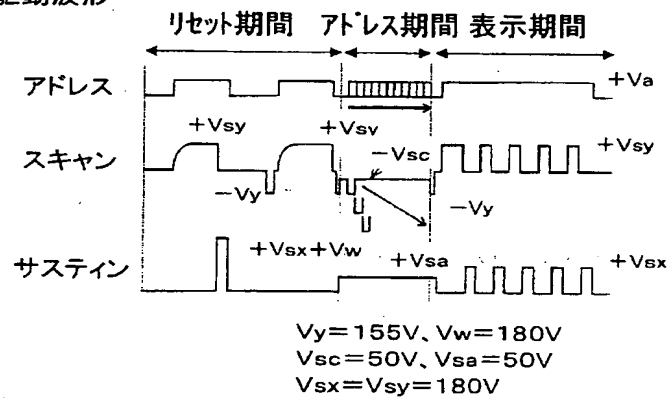 駆動波形
リセット期間 アドレス期間 表示期間
アドレス
+Va
スキャン
+Vsy
+Vsv
-Vsc
+Vsy
-Vy
-Vy
サスティン
+Vsx+Vw
+Vsa
+Vsx
Vy=155V、Vw=180V
Vsc=50V、Vsa=50V
Vsx=Vsy=180V